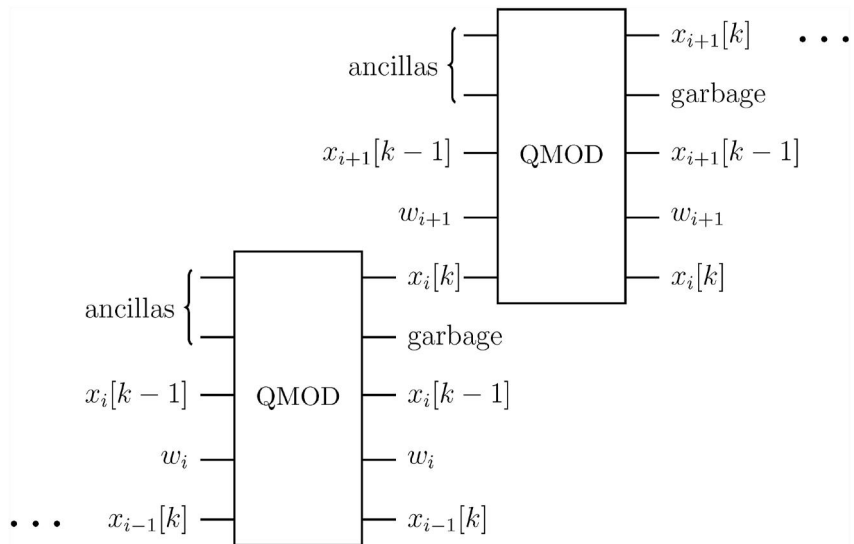 x_{i+1}[k] ...
ancillas
garbage
x_{i+1}[k − 1] QMOD x_{i+1}[k − 1]
w_{i+1} w_{i+1}
x_i[k] x_i[k]
ancillas
garbage
x_i[k − 1] QMOD x_i[k − 1]
w_i w_i
... x_{i−1}[k] x_{i−1}[k]